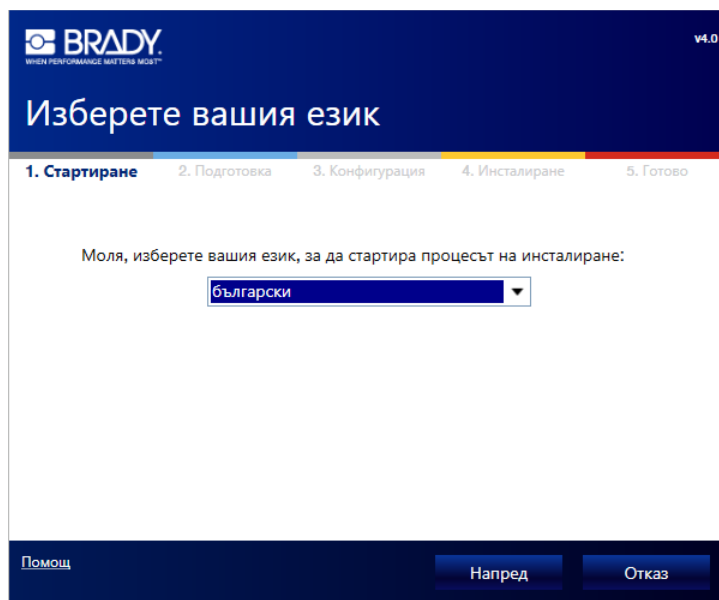 BRADY.
WHEN PERFORMANCE MATTERS MOST™
v4.0
Изберете вашия език
1. Стартиране
2. Подготовка
3. Конфигурация
4. Инсталиране
5. Готово
Моля, изберете вашия език, за да стартира процесът на инсталиране:
български
Помощ
Напред
Отказ